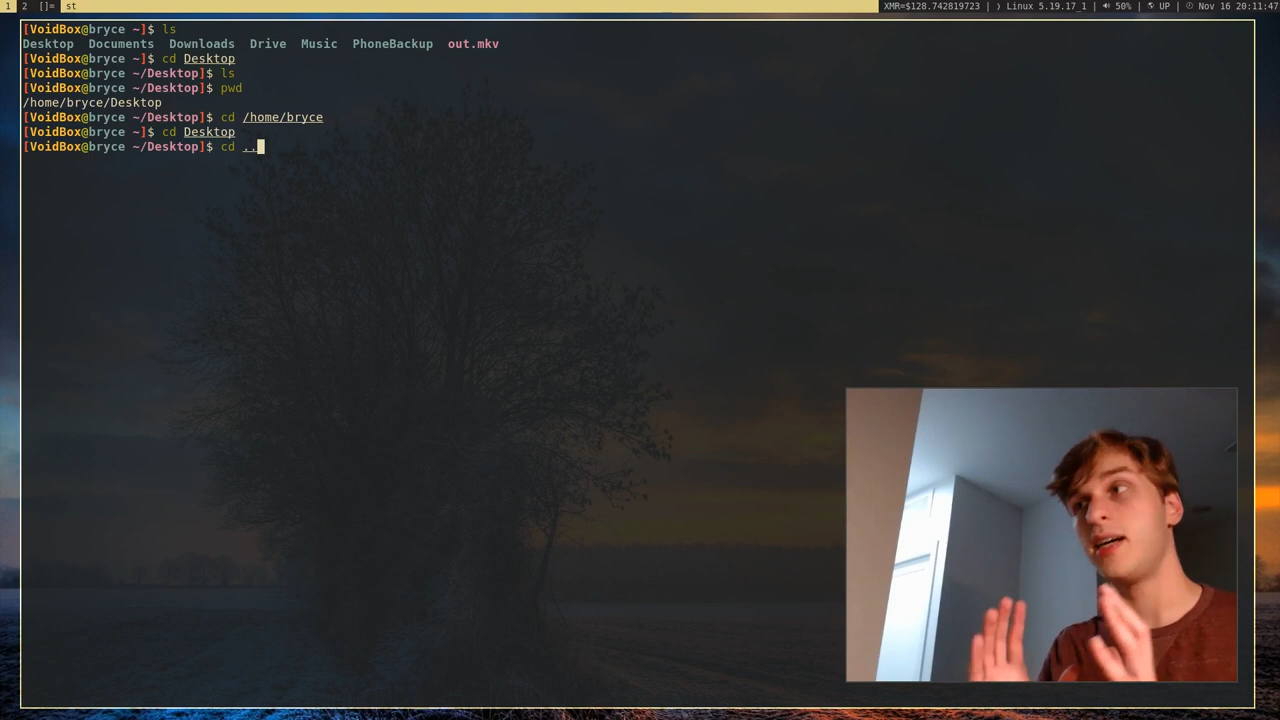 1 2 []= st XMR=$128.742819723 | ❭ Linux 5.19.17_1 | 50% | UP | Nov 16 20:11:47
[VoidBox@bryce ~]$ ls
Desktop Documents Downloads Drive Music PhoneBackup out.mkv
[VoidBox@bryce ~]$ cd Desktop
[VoidBox@bryce ~/Desktop]$ ls
[VoidBox@bryce ~/Desktop]$ pwd
/home/bryce/Desktop
[VoidBox@bryce ~/Desktop]$ cd /home/bryce
[VoidBox@bryce ~]$ cd Desktop
[VoidBox@bryce ~/Desktop]$ cd ..